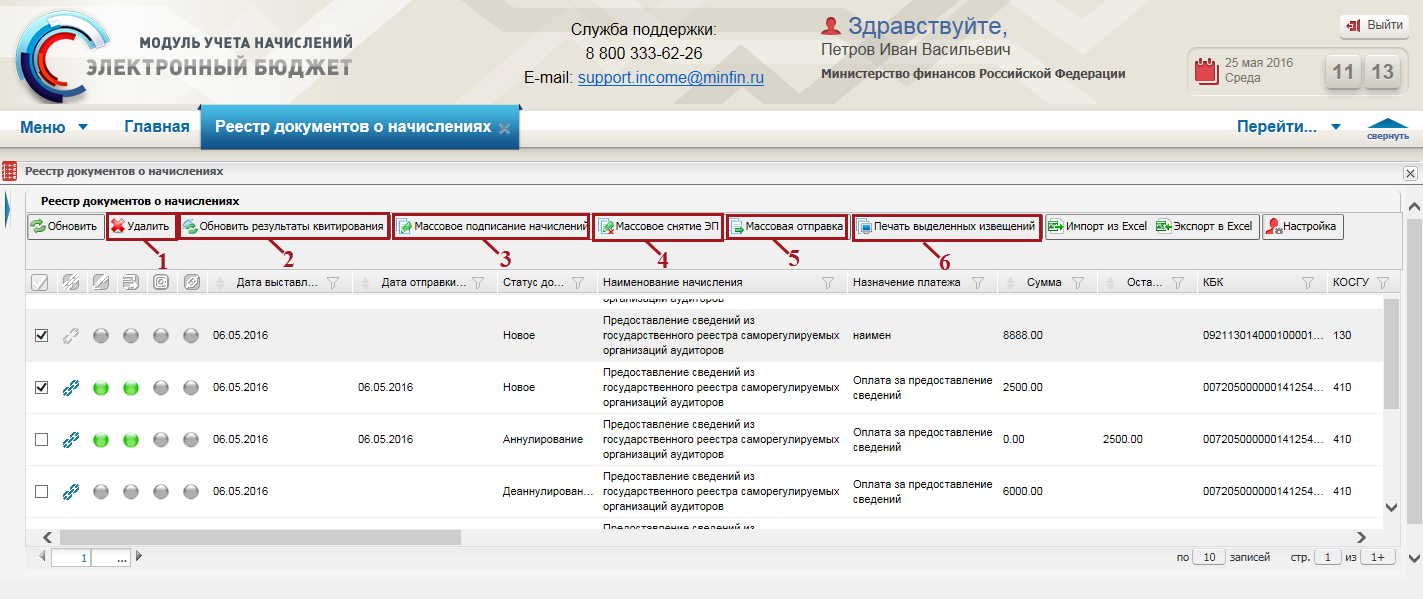 МОДУЛЬ УЧЕТА НАЧИСЛЕНИЙ
ЭЛЕКТРОННЫЙ БЮДЖЕТ
Служба поддержки:
8 800 333-62-26
E-mail: support.income@minfin.ru
Здравствуйте,
Петров Иван Васильевич
Министерство финансов Российской Федерации
Выйти
25 мая 2016
Среда
11 13
Меню Главная Реестр документов о начислениях Перейти... свернуть
Реестр документов о начислениях
Реестр документов о начислениях
Обновить Удалить Обновить результаты квитирования Массовое подписание начислений Массовое снятие ЭП Массовая отправка Печать выделенных извещений Импорт из Excel Экспорт в Excel Настройка
1 2 3 4 5 6
Дата выставл... Дата отправки... Статус до... Наименование начисления Назначение платежа Сумма Оста... КБК КОСГУ
организаций аудиторов
Предоставление сведений из
06.05.2016 Новое государственного реестра саморегулируемых наимен 8888.00 092113014000100001... 130
организаций аудиторов
Предоставление сведений из
06.05.2016 06.05.2016 Новое государственного реестра саморегулируемых Оплата за предоставление сведений 2500.00 007205000000141254... 410
организаций аудиторов
Предоставление сведений из
06.05.2016 06.05.2016 Аннулирование государственного реестра саморегулируемых Оплата за предоставление сведений 0.00 2500.00 007205000000141254... 410
организаций аудиторов
Предоставление сведений из
06.05.2016 Деаннулирован... государственного реестра саморегулируемых Оплата за предоставление сведений 6000.00 007205000000141254... 410
организаций аудиторов
Предоставление сведений из
1 ... по 10 записей стр. 1 из 1+